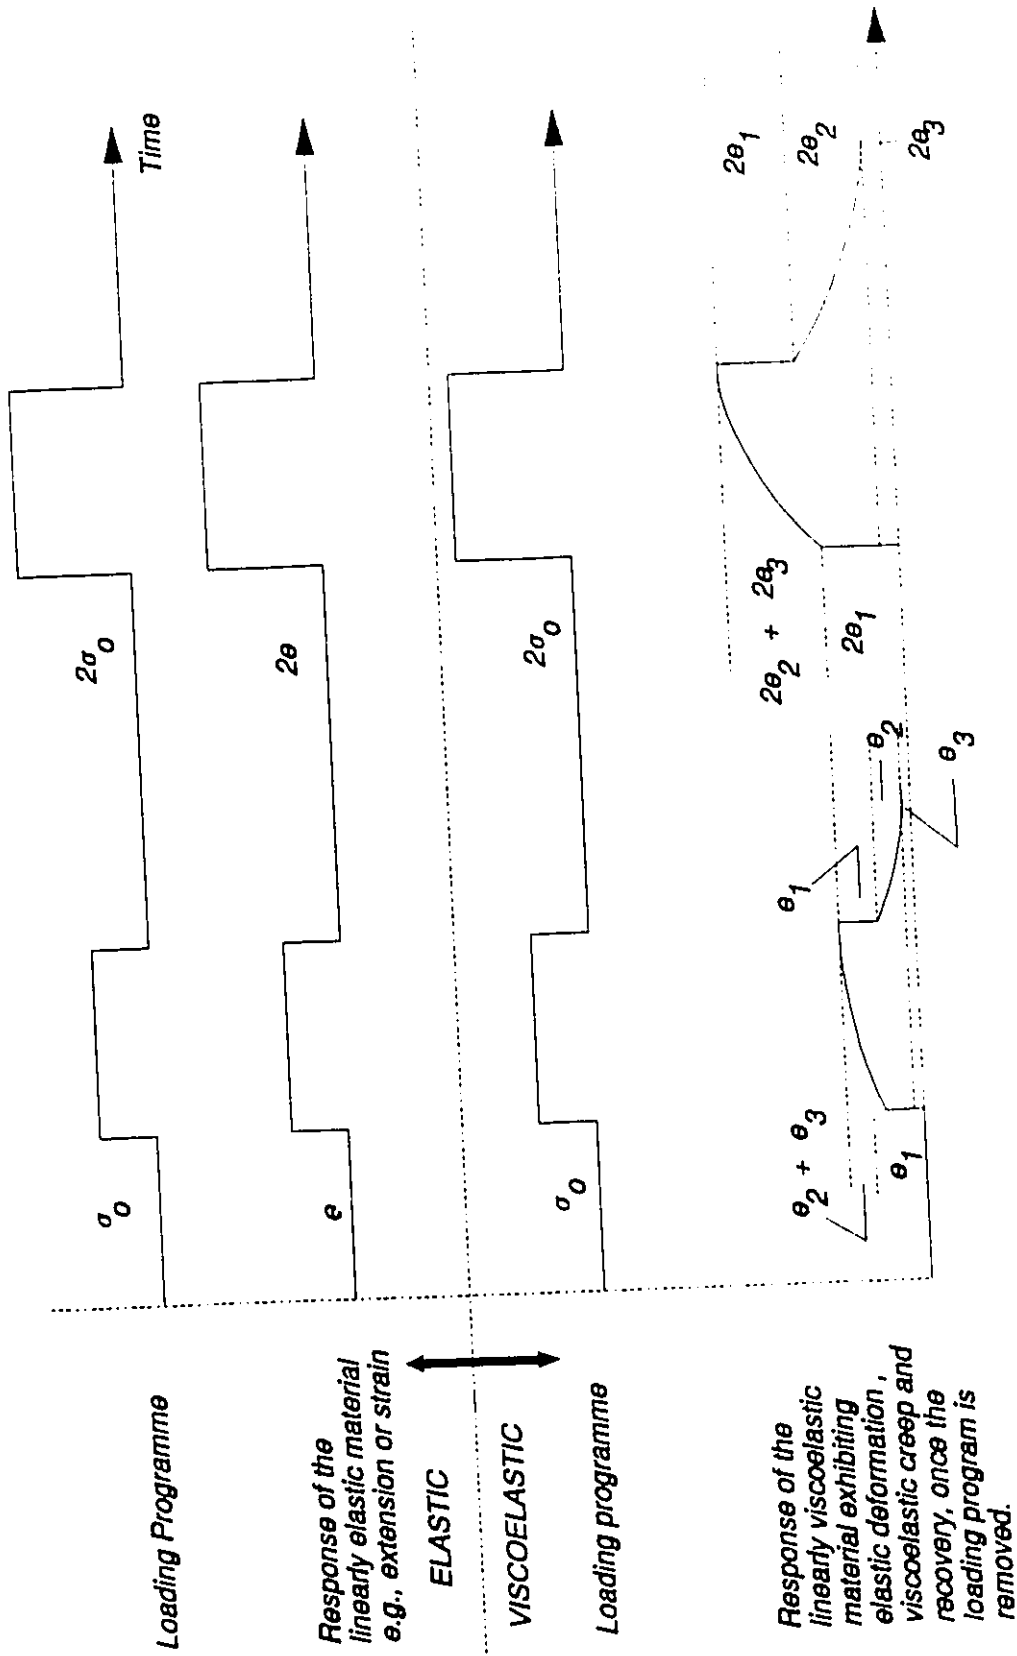 Loading Programme
σ₀
2σ₀
Time
Response of the
linearly elastic material
e.g., extension or strain
e
2e
ELASTIC
VISCOELASTIC
Loading programme
σ₀
2σ₀
Response of the
linearly viscoelastic
material exhibiting
elastic deformation ,
viscoelastic creep and
recovery, once the
loading program is
removed.
e₂ + e₃
e₁
e₁
e₂
e₃
2e₂ + 2e₃
2e₁
2e₁
2e₂
2e₃